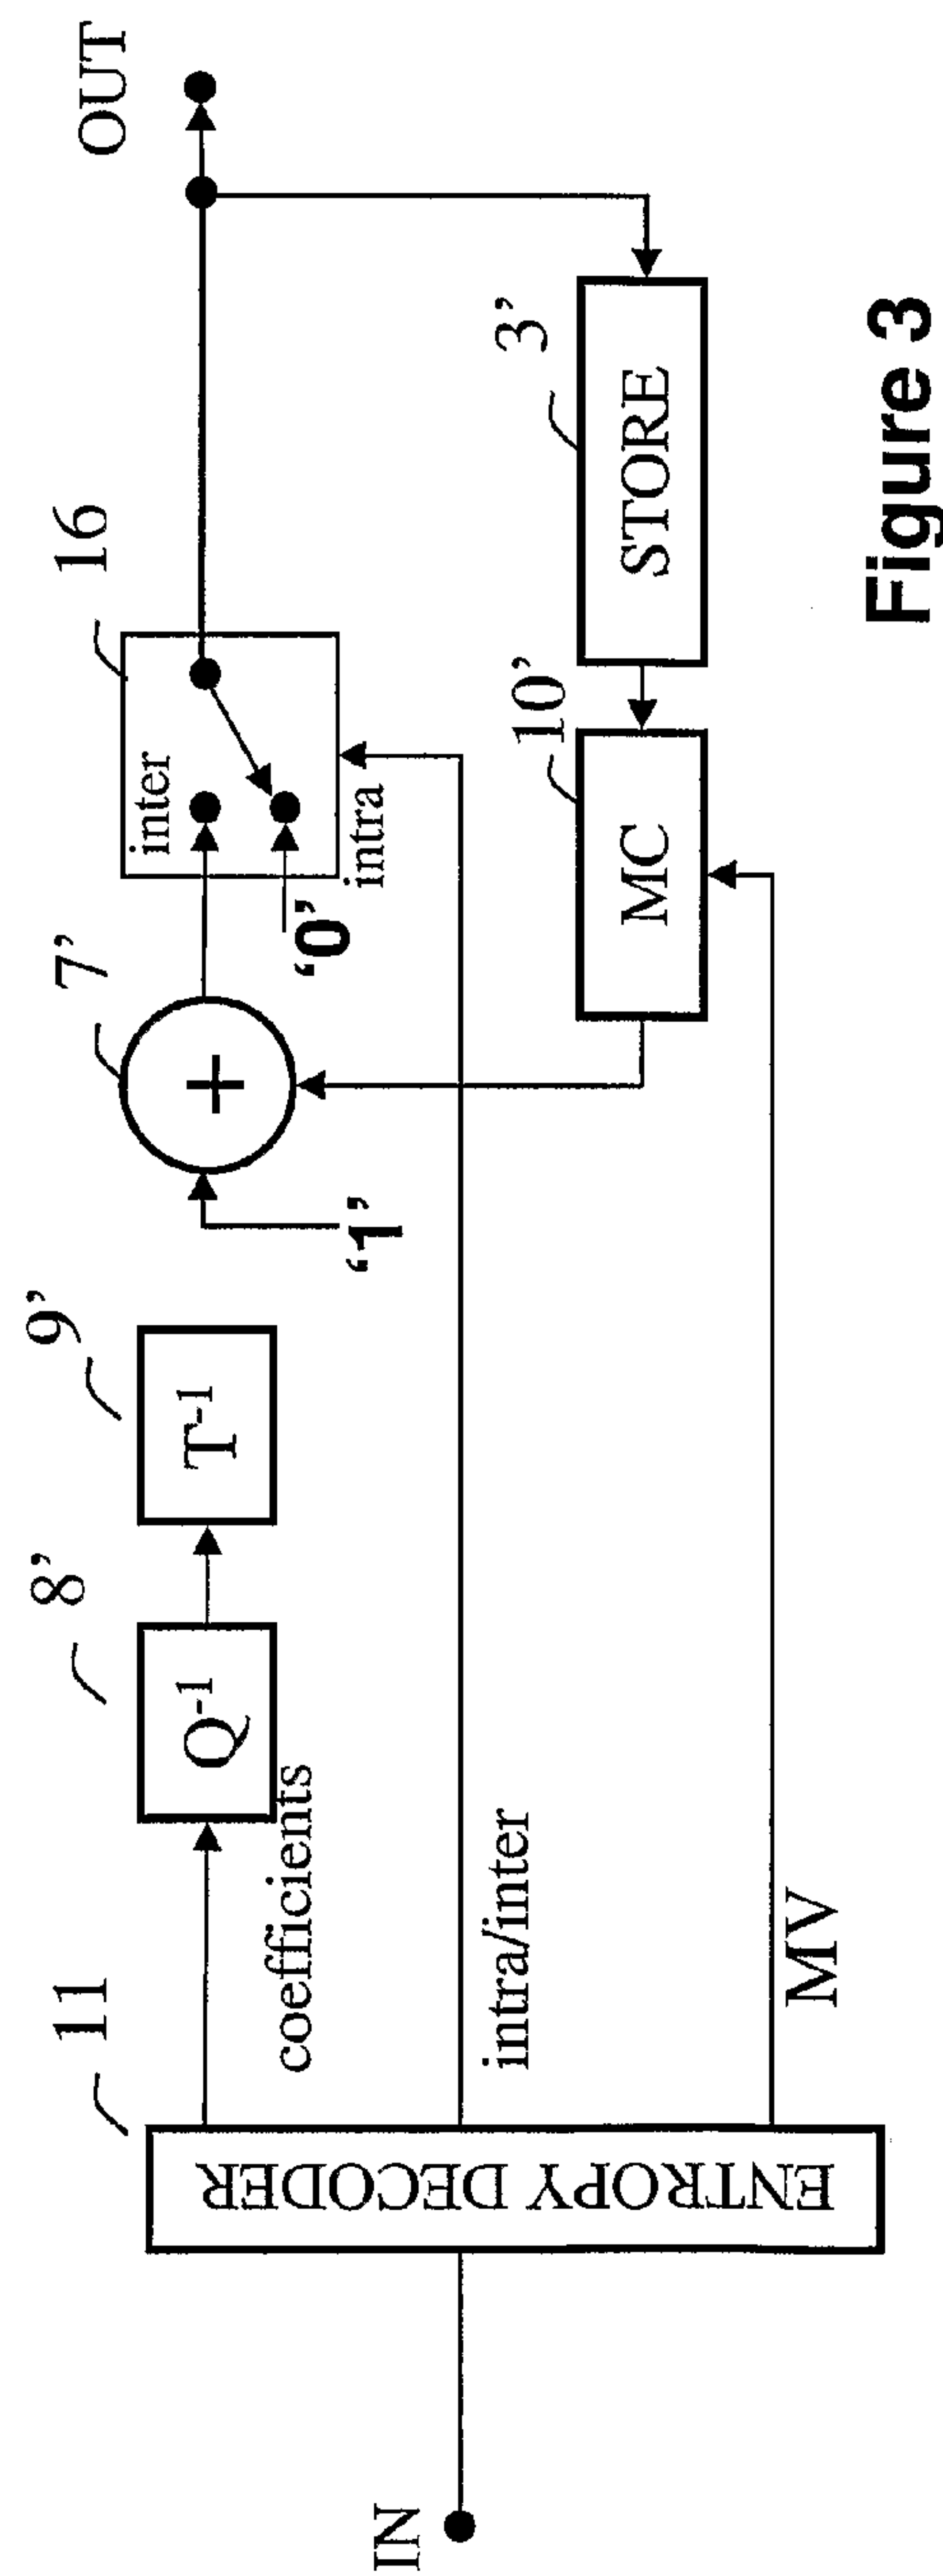 IN
ENTROPY DECODER
11
coefficients
intra/inter
MV
Q-1
8’
T-1
9’
‘1’
+
7’
‘0’
inter
intra
16
MC
10’
STORE
3’
OUT
Figure 3